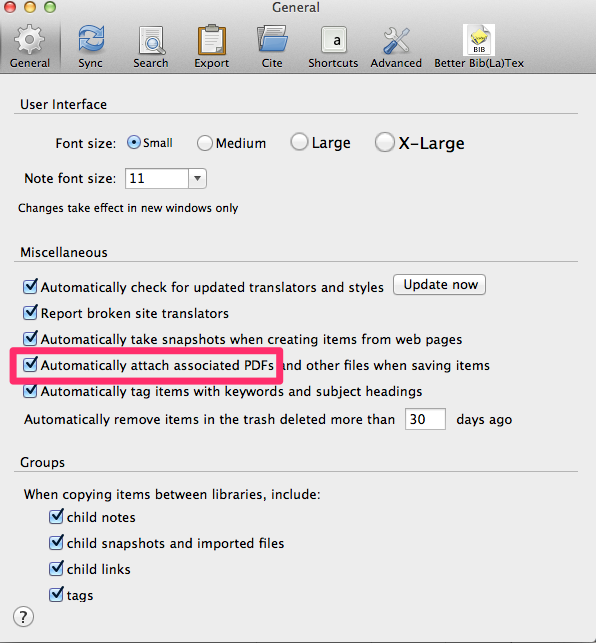 General
General Sync Search Export Cite Shortcuts Advanced Better Bib(La)Tex
a
BIB
User Interface
Font size: Small Medium Large X-Large
Note font size: 11
Changes take effect in new windows only
Miscellaneous
Automatically check for updated translators and styles Update now
Report broken site translators
Automatically take snapshots when creating items from web pages
Automatically attach associated PDFs and other files when saving items
Automatically tag items with keywords and subject headings
Automatically remove items in the trash deleted more than 30 days ago
Groups
When copying items between libraries, include:
child notes
child snapshots and imported files
child links
tags
?